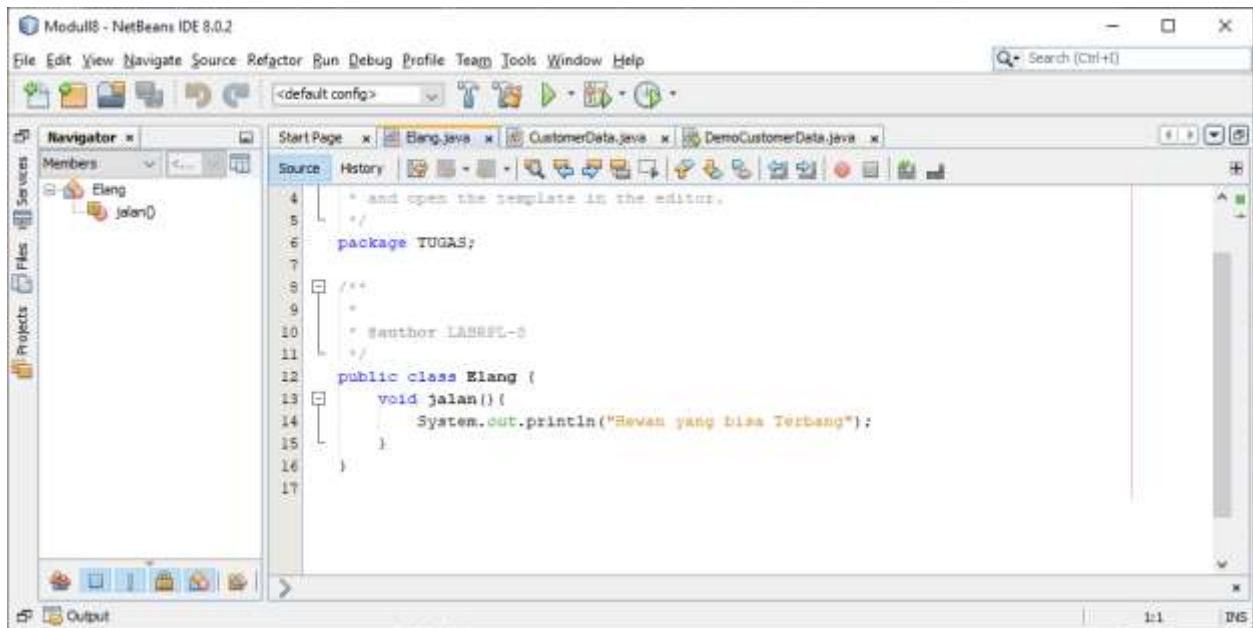 Modull8 - NetBeans IDE 8.0.2
File Edit View Navigate Source Refactor Run Debug Profile Team Tools Window Help
Search (Ctrl+I)
<default config>
Navigator
Start Page Elang.java CustomerData.java DemoCustomerData.java
Members <...
Source History
Services
Files
Projects
Elang
jalan()
4 * and open the template in the editor.
5 */
6 package TUGAS;
7
8 /**
9 *
10 * @author LABRPL-
11 */
12 public class Elang {
13 void jalan(){
14 System.out.println("Hewan yang bisa Terbang");
15 }
16 }
17
Output
1:1 INS